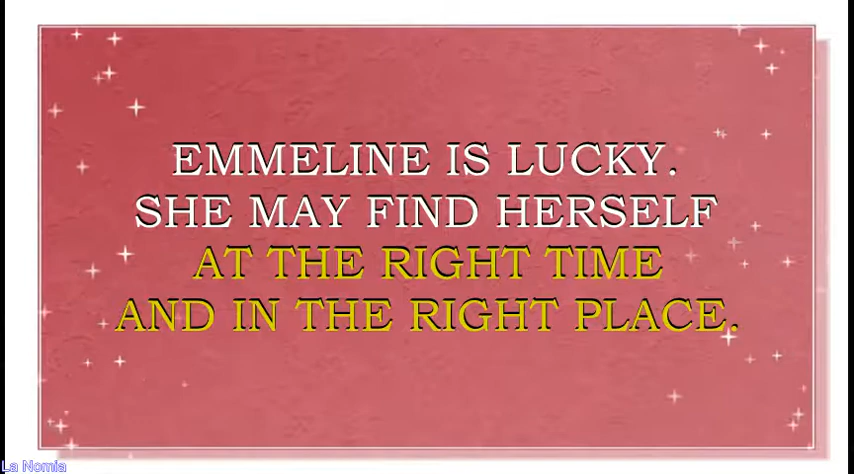 EMMELINE IS LUCKY.
SHE MAY FIND HERSELF
AT THE RIGHT TIME
AND IN THE RIGHT PLACE.
La Nomia